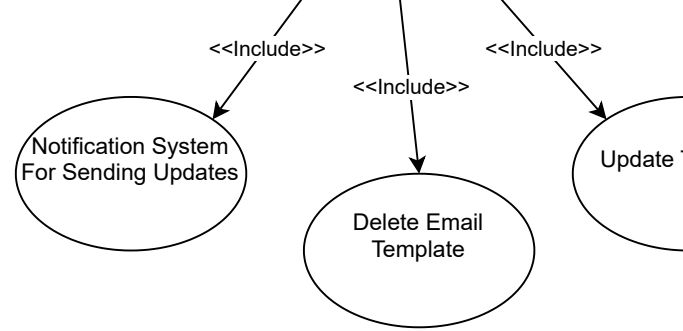 <<Include>>
<<Include>>
<<Include>>
Notification System
For Sending Updates
Update
Delete Email
Template